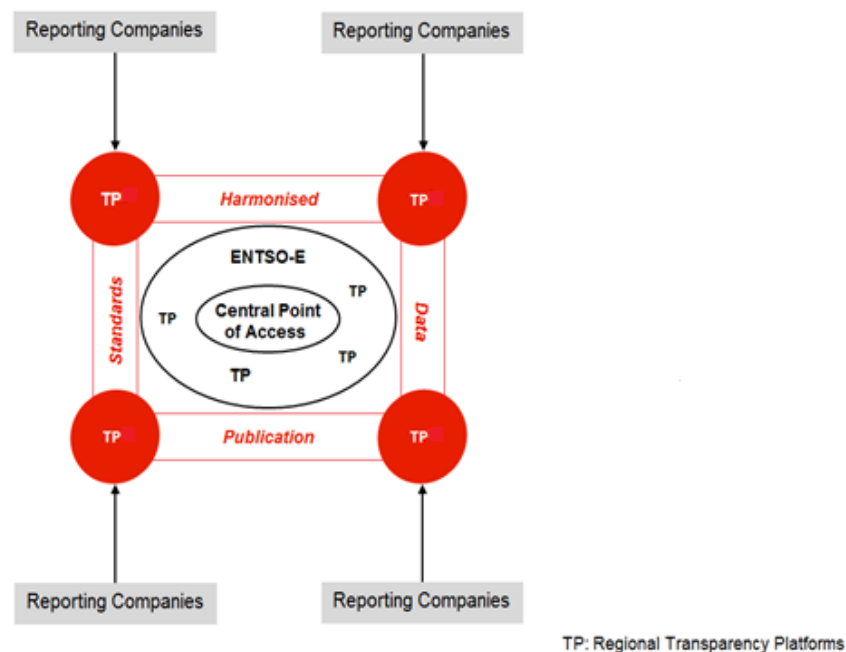 Reporting Companies
Reporting Companies
TP
Harmonised
TP
ENTSO-E
Standards
TP
Central Point
of Access
TP
Data
TP
TP
TP
Publication
TP
Reporting Companies
Reporting Companies
TP: Regional Transparency Platforms